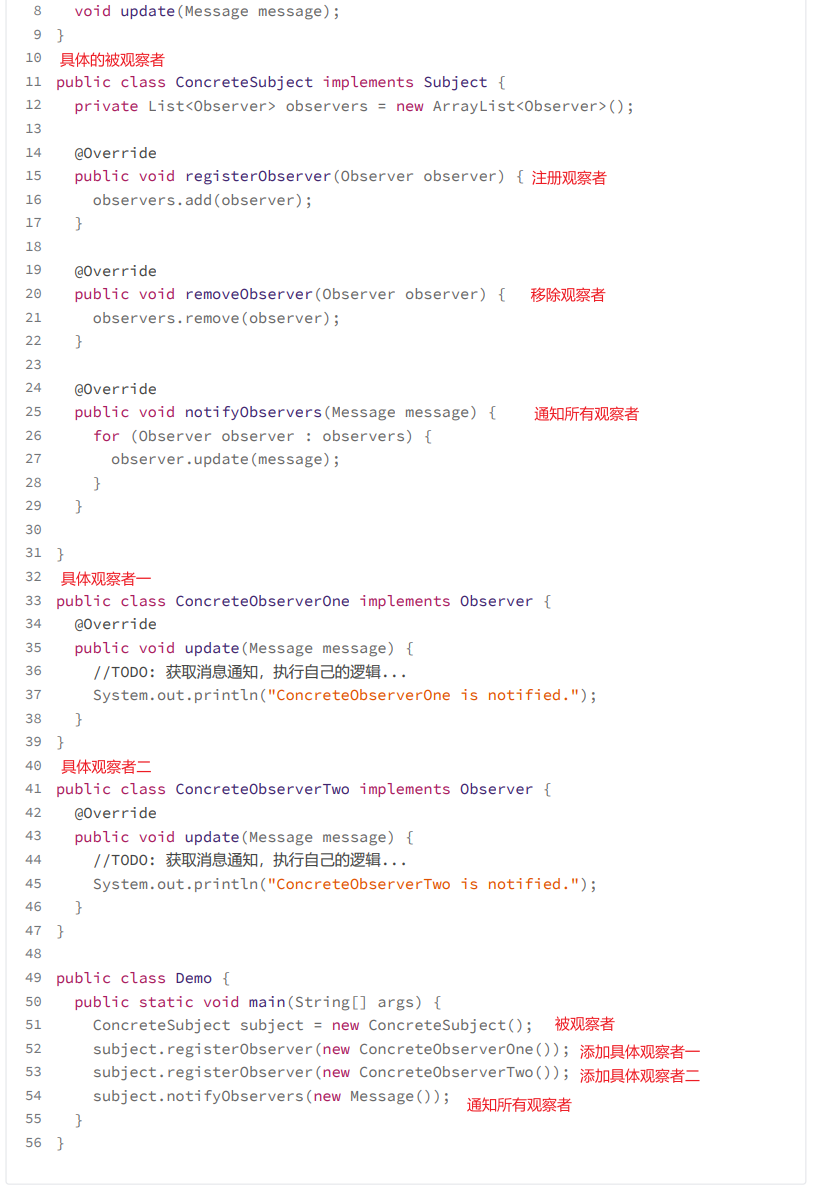 8 void update(Message message);
9 }
10 具体的被观察者
11 public class ConcreteSubject implements Subject {
12 private List<Observer> observers = new ArrayList<Observer>();
13
14 @Override
15 public void registerObserver(Observer observer) { 注册观察者
16 observers.add(observer);
17 }
18
19 @Override
20 public void removeObserver(Observer observer) { 移除观察者
21 observers.remove(observer);
22 }
23
24 @Override
25 public void notifyObservers(Message message) { 通知所有观察者
26 for (Observer observer : observers) {
27 observer.update(message);
28 }
29 }
30
31 }
32 具体观察者一
33 public class ConcreteObserverOne implements Observer {
34 @Override
35 public void update(Message message) {
36 //TODO: 获取消息通知，执行自己的逻辑...
37 System.out.println("ConcreteObserverOne is notified.");
38 }
39 }
40 具体观察者二
41 public class ConcreteObserverTwo implements Observer {
42 @Override
43 public void update(Message message) {
44 //TODO: 获取消息通知，执行自己的逻辑...
45 System.out.println("ConcreteObserverTwo is notified.");
46 }
47 }
48
49 public class Demo {
50 public static void main(String[] args) {
51 ConcreteSubject subject = new ConcreteSubject(); 被观察者
52 subject.registerObserver(new ConcreteObserverOne()); 添加具体观察者一
53 subject.registerObserver(new ConcreteObserverTwo()); 添加具体观察者二
54 subject.notifyObservers(new Message()); 通知所有观察者
55 }
56 }